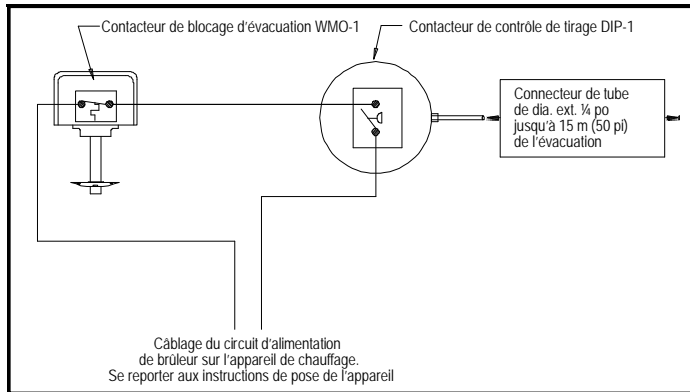 Contacteur de blocage d'évacuation WMO-1
Contacteur de contrôle de tirage DIP-1
Connecteur de tube
de dia. ext. ¼ po
jusqu'à 15 m (50 pi)
de l'évacuation
Câblage du circuit d'alimentation
de brûleur sur l'appareil de chauffage.
Se reporter aux instructions de pose de l'appareil